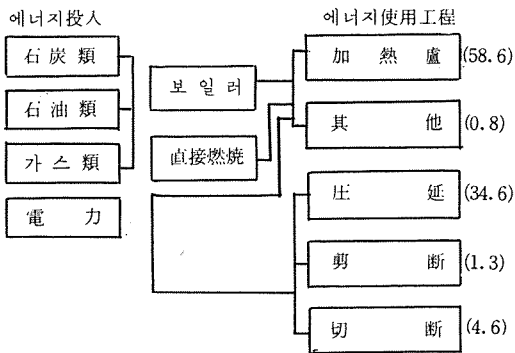 에너지投入
에너지使用工程
石炭類
石油類
가스類
電力
보일러
直接燃焼
加熱盧 (58.6)
其他 (0.8)
圧延 (34.6)
剪断 (1.3)
切断 (4.6)